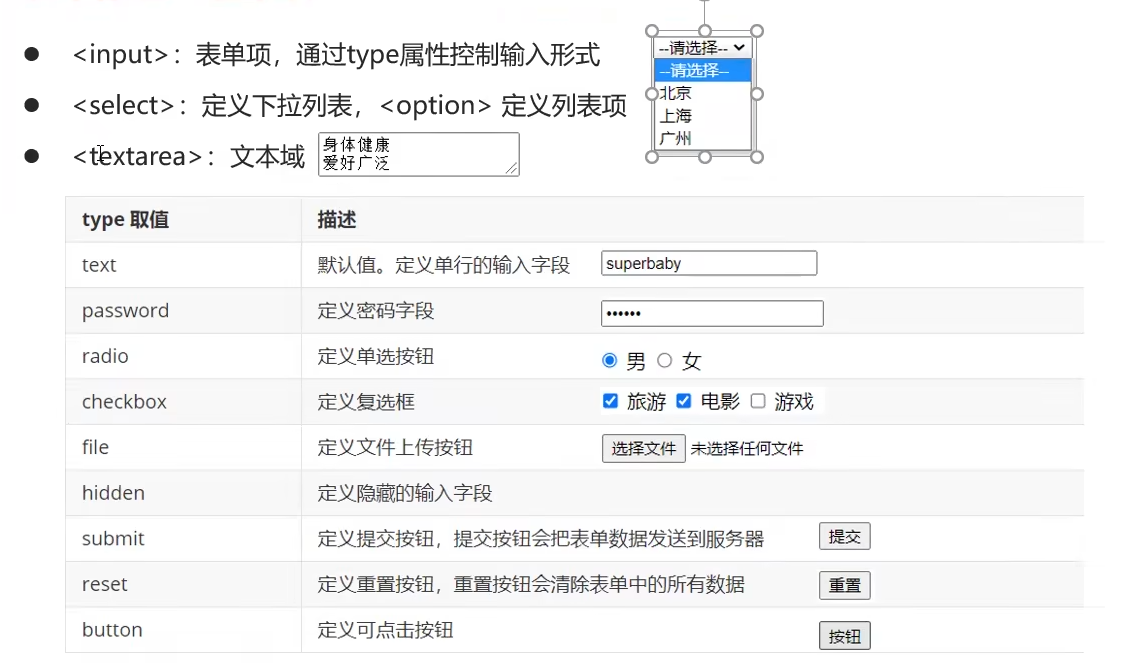 --请选择--
--请选择--
北京
上海
广州
● <input>：表单项，通过type属性控制输入形式
● <select>：定义下拉列表，<option> 定义列表项
● <textarea>：文本域
身体健康
爱好广泛
type 取值 描述
text 默认值。定义单行的输入字段 superbaby
password 定义密码字段 ••••••
radio 定义单选按钮 男 女
checkbox 定义复选框 旅游 电影 游戏
file 定义文件上传按钮 选择文件 未选择任何文件
hidden 定义隐藏的输入字段
submit 定义提交按钮，提交按钮会把表单数据发送到服务器 提交
reset 定义重置按钮，重置按钮会清除表单中的所有数据 重置
button 定义可点击按钮 按钮